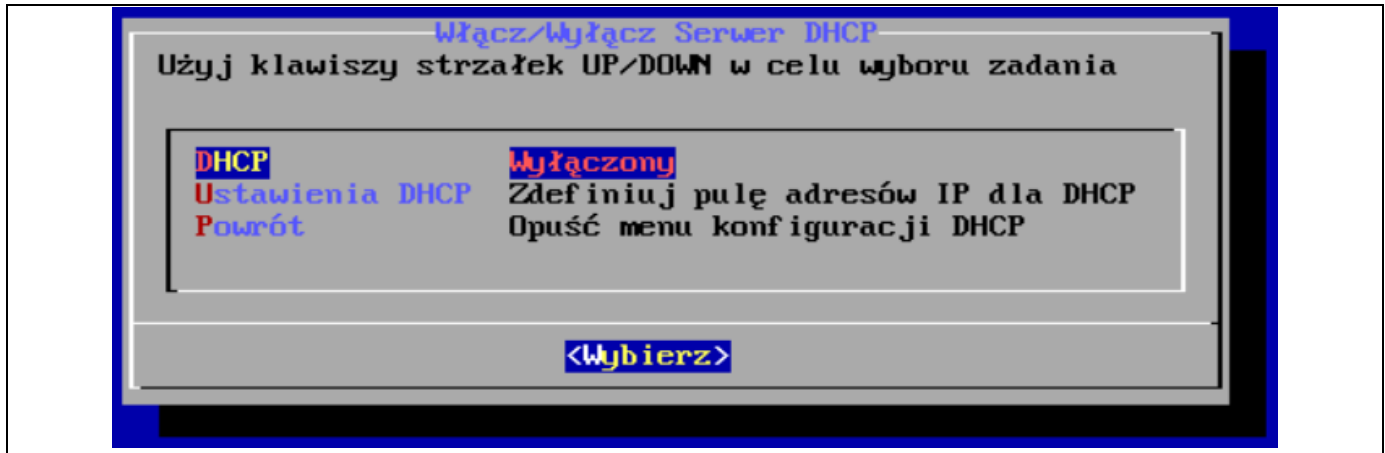 Włącz/Wyłącz Serwer DHCP
Użyj klawiszy strzałek UP/DOWN w celu wyboru zadania
DHCP Wyłączony
Ustawienia DHCP Zdefiniuj pulę adresów IP dla DHCP
Powrót Opuść menu konfiguracji DHCP
<Wybierz>